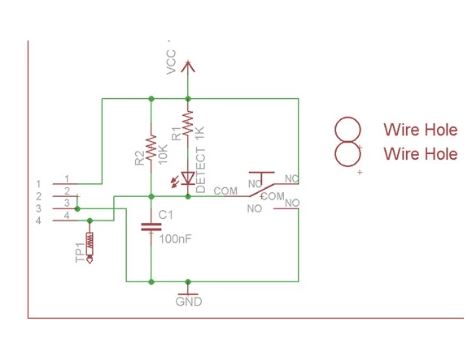 VCC
R1
1K
R2
10K
DETECT
Wire Hole
Wire Hole
1 1
2 2
3 3
4 4
COM
NC
NC
COM
NO
NO
C1
100nF
TP1
GND